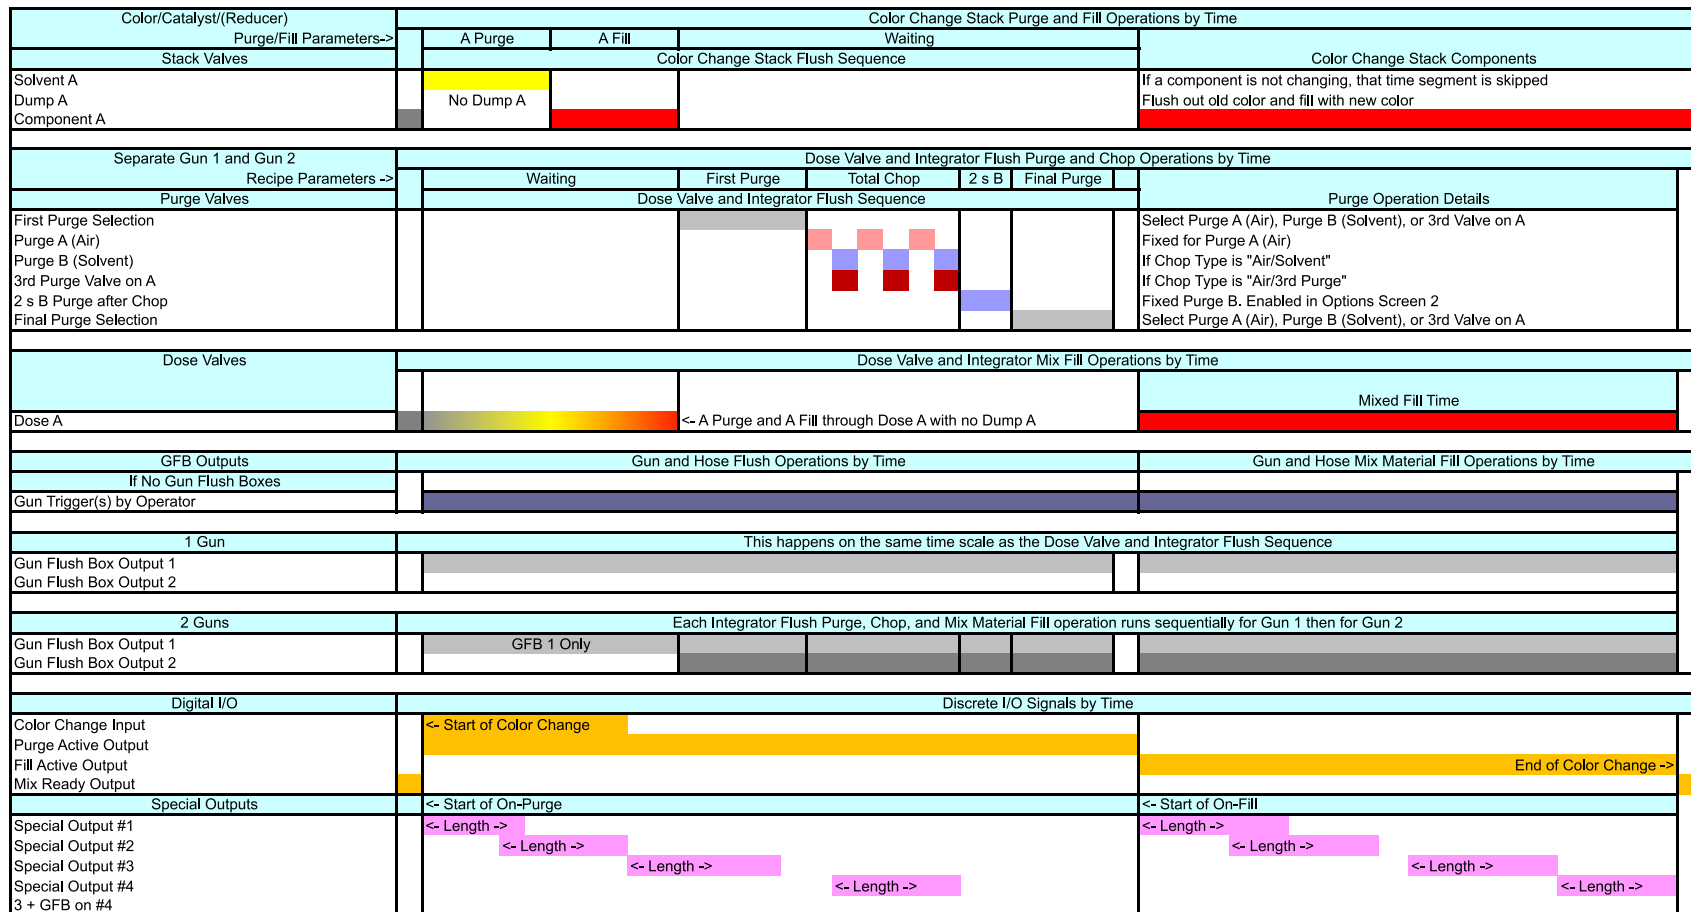 Color/Catalyst/(Reducer) Color Change Stack Purge and Fill Operations by Time
Purge/Fill Parameters-> A Purge A Fill Waiting
Stack Valves Color Change Stack Flush Sequence Color Change Stack Components
Solvent A If a component is not changing, that time segment is skipped
Dump A No Dump A Flush out old color and fill with new color
Component A
Separate Gun 1 and Gun 2 Dose Valve and Integrator Flush Purge and Chop Operations by Time
Recipe Parameters -> Waiting First Purge Total Chop 2 s B Final Purge
Purge Valves Dose Valve and Integrator Flush Sequence Purge Operation Details
First Purge Selection Select Purge A (Air), Purge B (Solvent), or 3rd Valve on A
Purge A (Air) Fixed for Purge A (Air)
Purge B (Solvent) If Chop Type is "Air/Solvent"
3rd Purge Valve on A If Chop Type is "Air/3rd Purge"
2 s B Purge after Chop Fixed Purge B. Enabled in Options Screen 2
Final Purge Selection Select Purge A (Air), Purge B (Solvent), or 3rd Valve on A
Dose Valves Dose Valve and Integrator Mix Fill Operations by Time
Mixed Fill Time
Dose A <- A Purge and A Fill through Dose A with no Dump A
GFB Outputs Gun and Hose Flush Operations by Time Gun and Hose Mix Material Fill Operations by Time
If No Gun Flush Boxes
Gun Trigger(s) by Operator
1 Gun This happens on the same time scale as the Dose Valve and Integrator Flush Sequence
Gun Flush Box Output 1
Gun Flush Box Output 2
2 Guns Each Integrator Flush Purge, Chop, and Mix Material Fill operation runs sequentially for Gun 1 then for Gun 2
Gun Flush Box Output 1 GFB 1 Only
Gun Flush Box Output 2
Digital I/O Discrete I/O Signals by Time
Color Change Input <- Start of Color Change
Purge Active Output
Fill Active Output End of Color Change ->
Mix Ready Output
Special Outputs <- Start of On-Purge <- Start of On-Fill
Special Output #1 <- Length -> <- Length ->
Special Output #2 <- Length -> <- Length ->
Special Output #3 <- Length -> <- Length ->
Special Output #4 <- Length -> <- Length ->
3 + GFB on #4